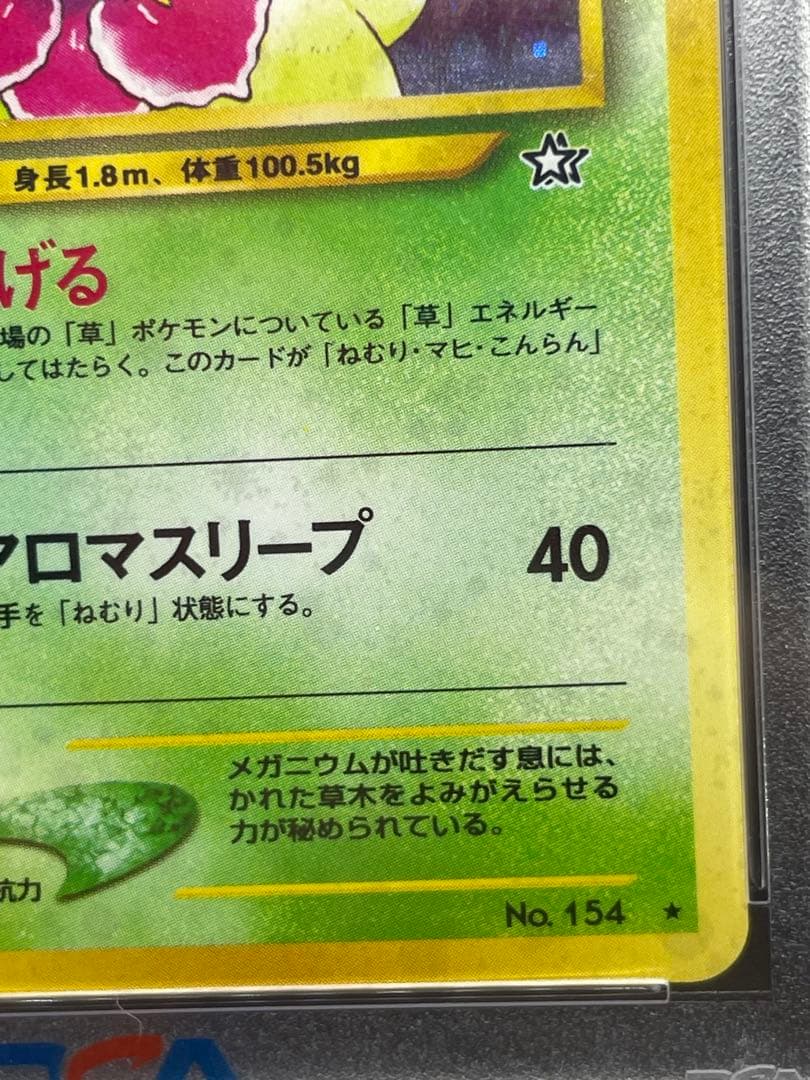 身長1.8m、体重100.5kg
げる
場の「草」ポケモンについている「草」エネルギー
してはたらく。このカードが「ねむり・マヒ・こんらん」
アロマスリープ 40
手を「ねむり」状態にする。
メガニウムが吐きだす息には、
かれた草木をよみがえらせる
力が秘められている。
抗力
No. 154 ★